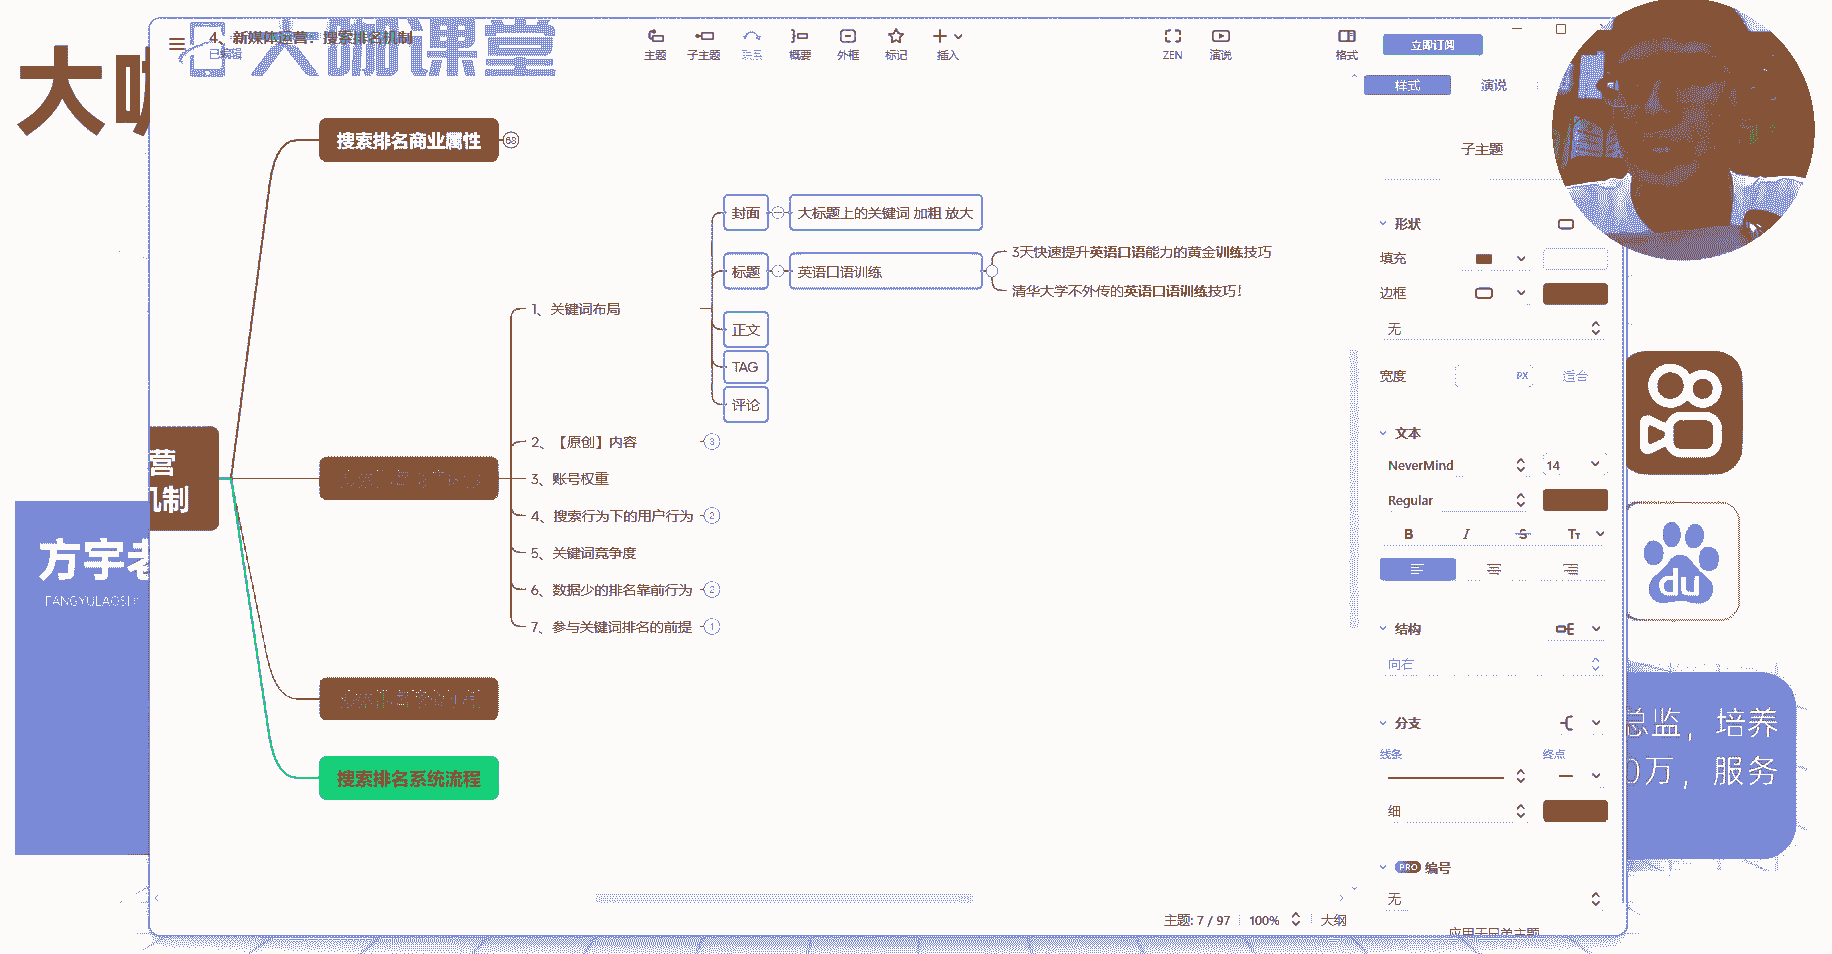 大咖课堂
4、新媒体运营：搜索排名机制
已编辑
主题
子主题
联系
概要
外框
标记
插入
ZEN
演说
格式
立即订阅
大
样式
演说
子主题
搜索排名商业属性
68
封面
大标题上的关键词 加粗 放大
标题
英语口语训练
3天快速提升英语口语能力的黄金训练技巧
清华大学不外传的英语口语训练技巧！
1、关键词布局
正文
TAG
评论
2、【原创】内容
3
3、账号权重
4、搜索行为下的用户行为
2
5、关键词竞争度
6、数据少的排名靠前行为
2
7、参与关键词排名的前提
1
营
机制
搜索排名系统流程
方宇老
FANGYULAOSHI
形状
填充
边框
无
宽度
PX
适合
文本
NeverMind
14
Regular
B
I
S
TT
结构
向右
分支
线条
终点
细
PRO
编号
无
应用于兄弟主题
主题: 7 / 97
100%
大纲
du
总监，培养
0万，服务